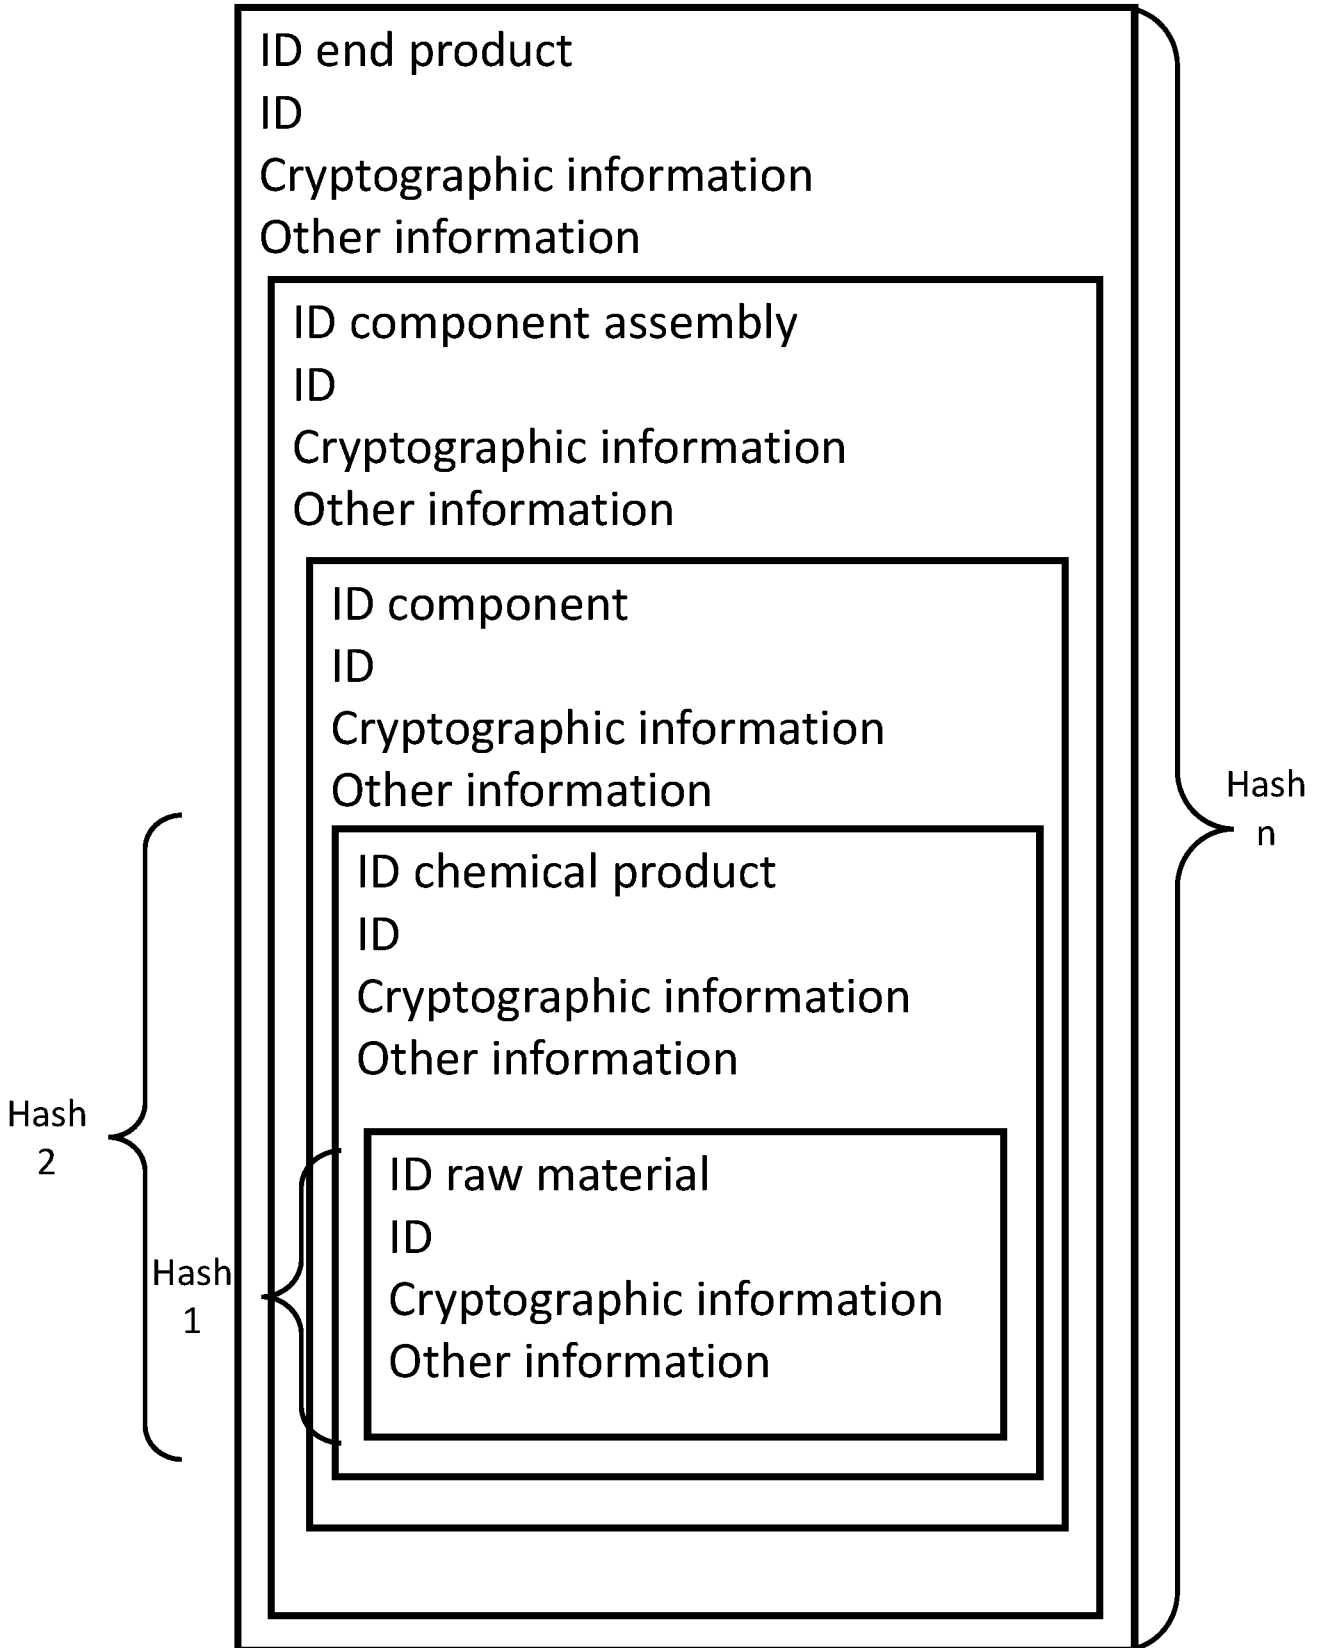 ID end product
ID
Cryptographic information
Other information
ID component assembly
ID
Cryptographic information
Other information
ID component
ID
Cryptographic information
Other information
Hash
n
ID chemical product
ID
Cryptographic information
Other information
Hash
2
ID raw material
ID
Cryptographic information
Other information
Hash
1